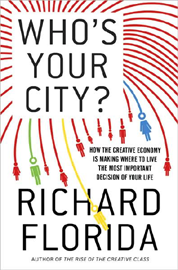 WHO'S
YOUR
CITY?
HOW THE CREATIVE ECONOMY
IS MAKING WHERE TO LIVE
THE MOST IMPORTANT
DECISION OF YOUR LIFE
RICHARD
FLORIDA
AUTHOR OF THE RISE OF THE CREATIVE CLASS